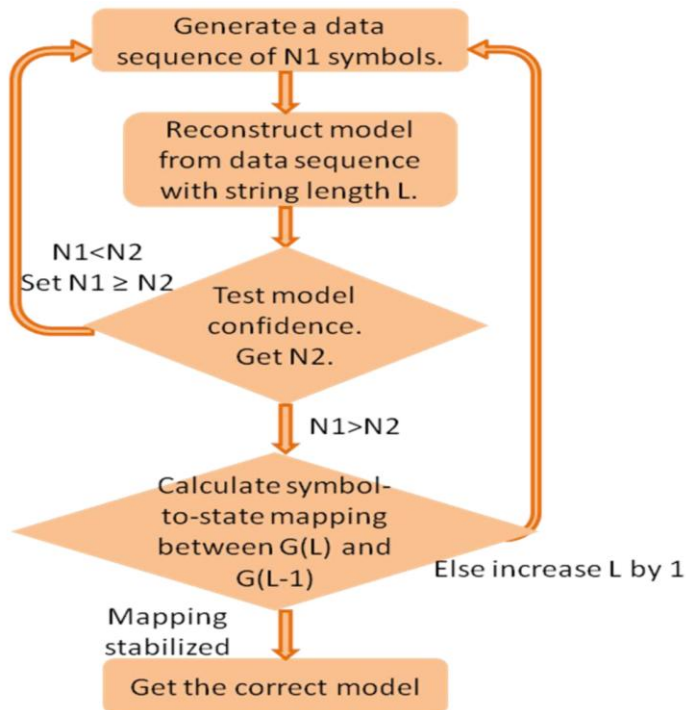 Generate a data
sequence of N1 symbols.
Reconstruct model
from data sequence
with string length L.
N1<N2
Set N1 ≥ N2
Test model
confidence.
Get N2.
N1>N2
Calculate symbol-
to-state mapping
between G(L) and
G(L-1)
Else increase L by 1
Mapping
stabilized
Get the correct model